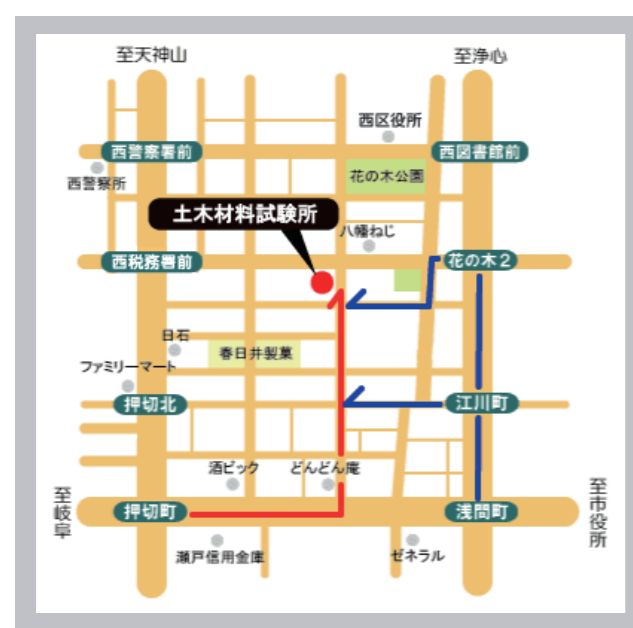 至天神山
至浄心
西区役所
西警察署前
西図書館前
西警察所
花の木公園
土木材料試験所
八幡ねじ
西税務署前
花の木2
日石
春日井製菓
ファミリーマート
押切北
江川町
酒ビック
どんどん庵
至岐阜
押切町
浅間町
至市役所
瀬戸信用金庫
ゼネラル